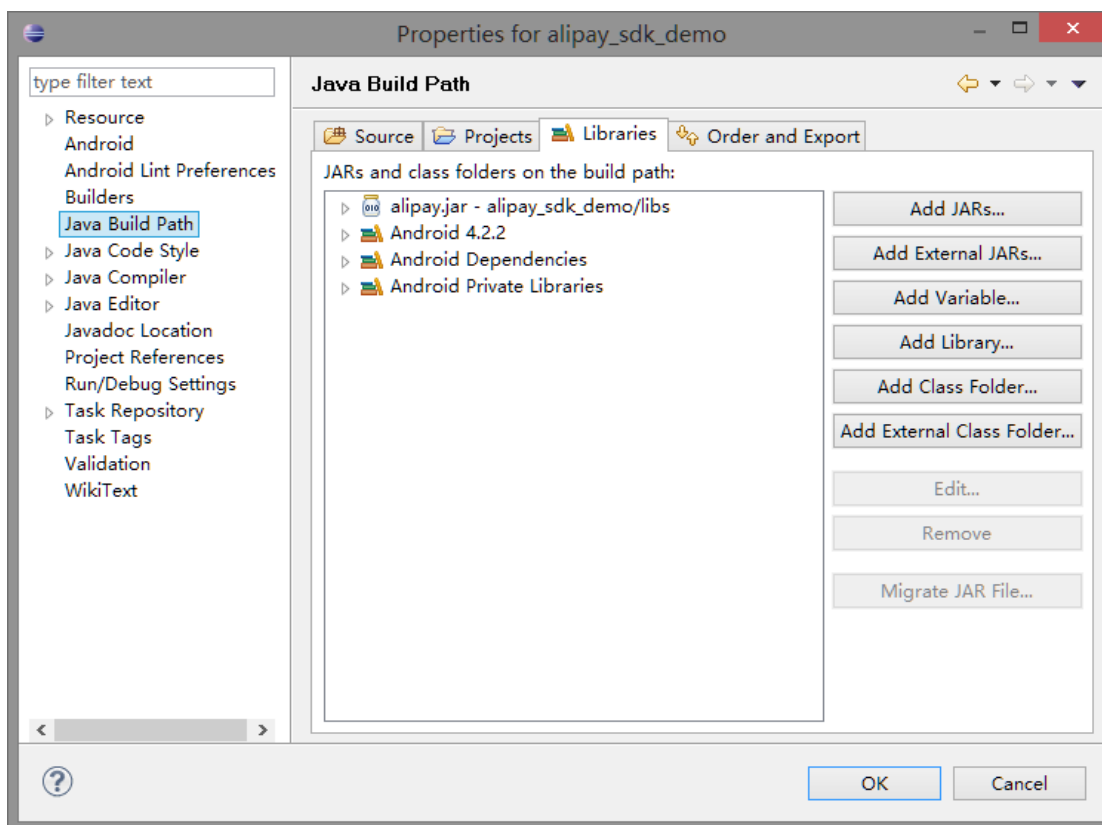 Properties for alipay_sdk_demo
type filter text
Resource
Android
Android Lint Preferences
Builders
Java Build Path
Java Code Style
Java Compiler
Java Editor
Javadoc Location
Project References
Run/Debug Settings
Task Repository
Task Tags
Validation
WikiText
Java Build Path
Source Projects Libraries Order and Export
JARs and class folders on the build path:
010 alipay.jar - alipay_sdk_demo/libs
Android 4.2.2
Android Dependencies
Android Private Libraries
Add JARs...
Add External JARs...
Add Variable...
Add Library...
Add Class Folder...
Add External Class Folder...
Edit...
Remove
Migrate JAR File...
?
OK Cancel